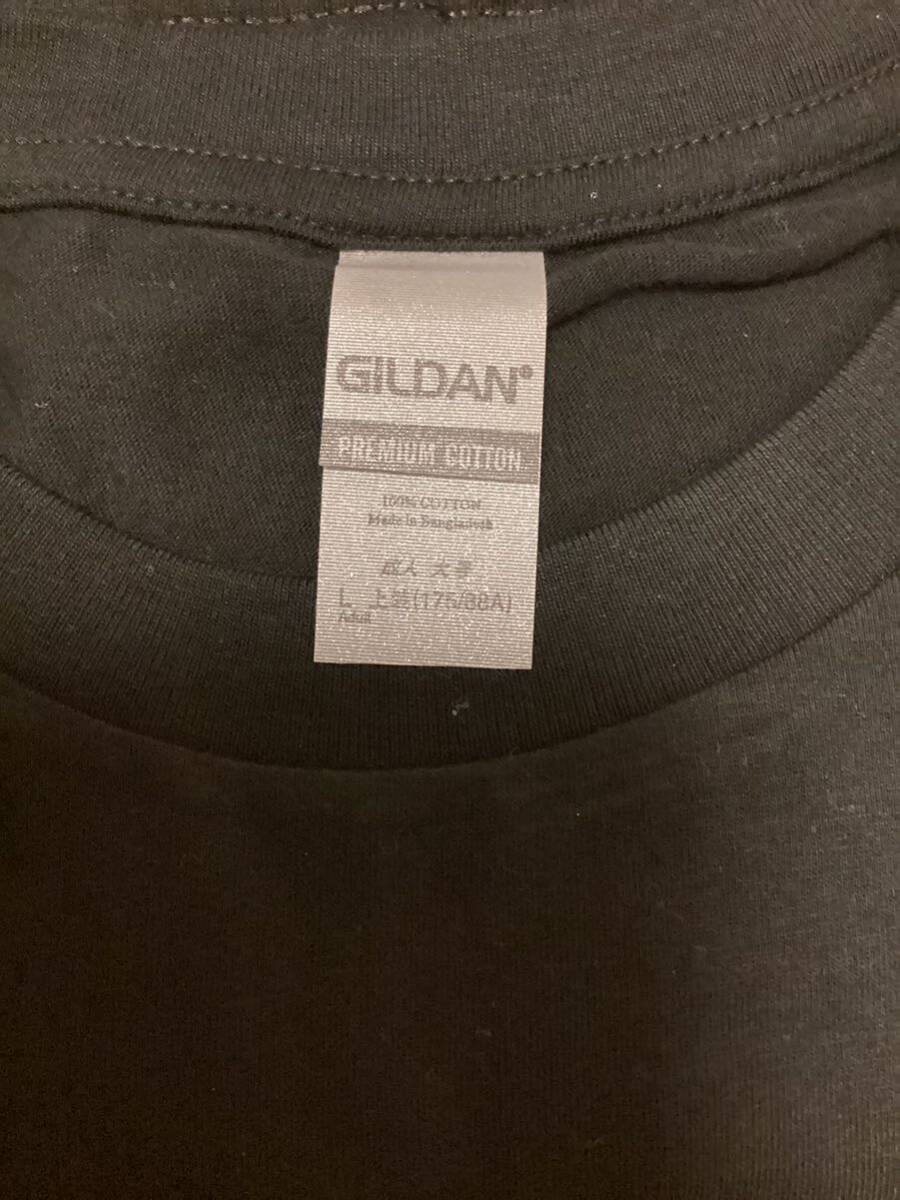 GILDAN®
PREMIUM COTTON
100% COTTON
Made in Bangladesh
成人 大号
L 上装(175/88A)
Adult